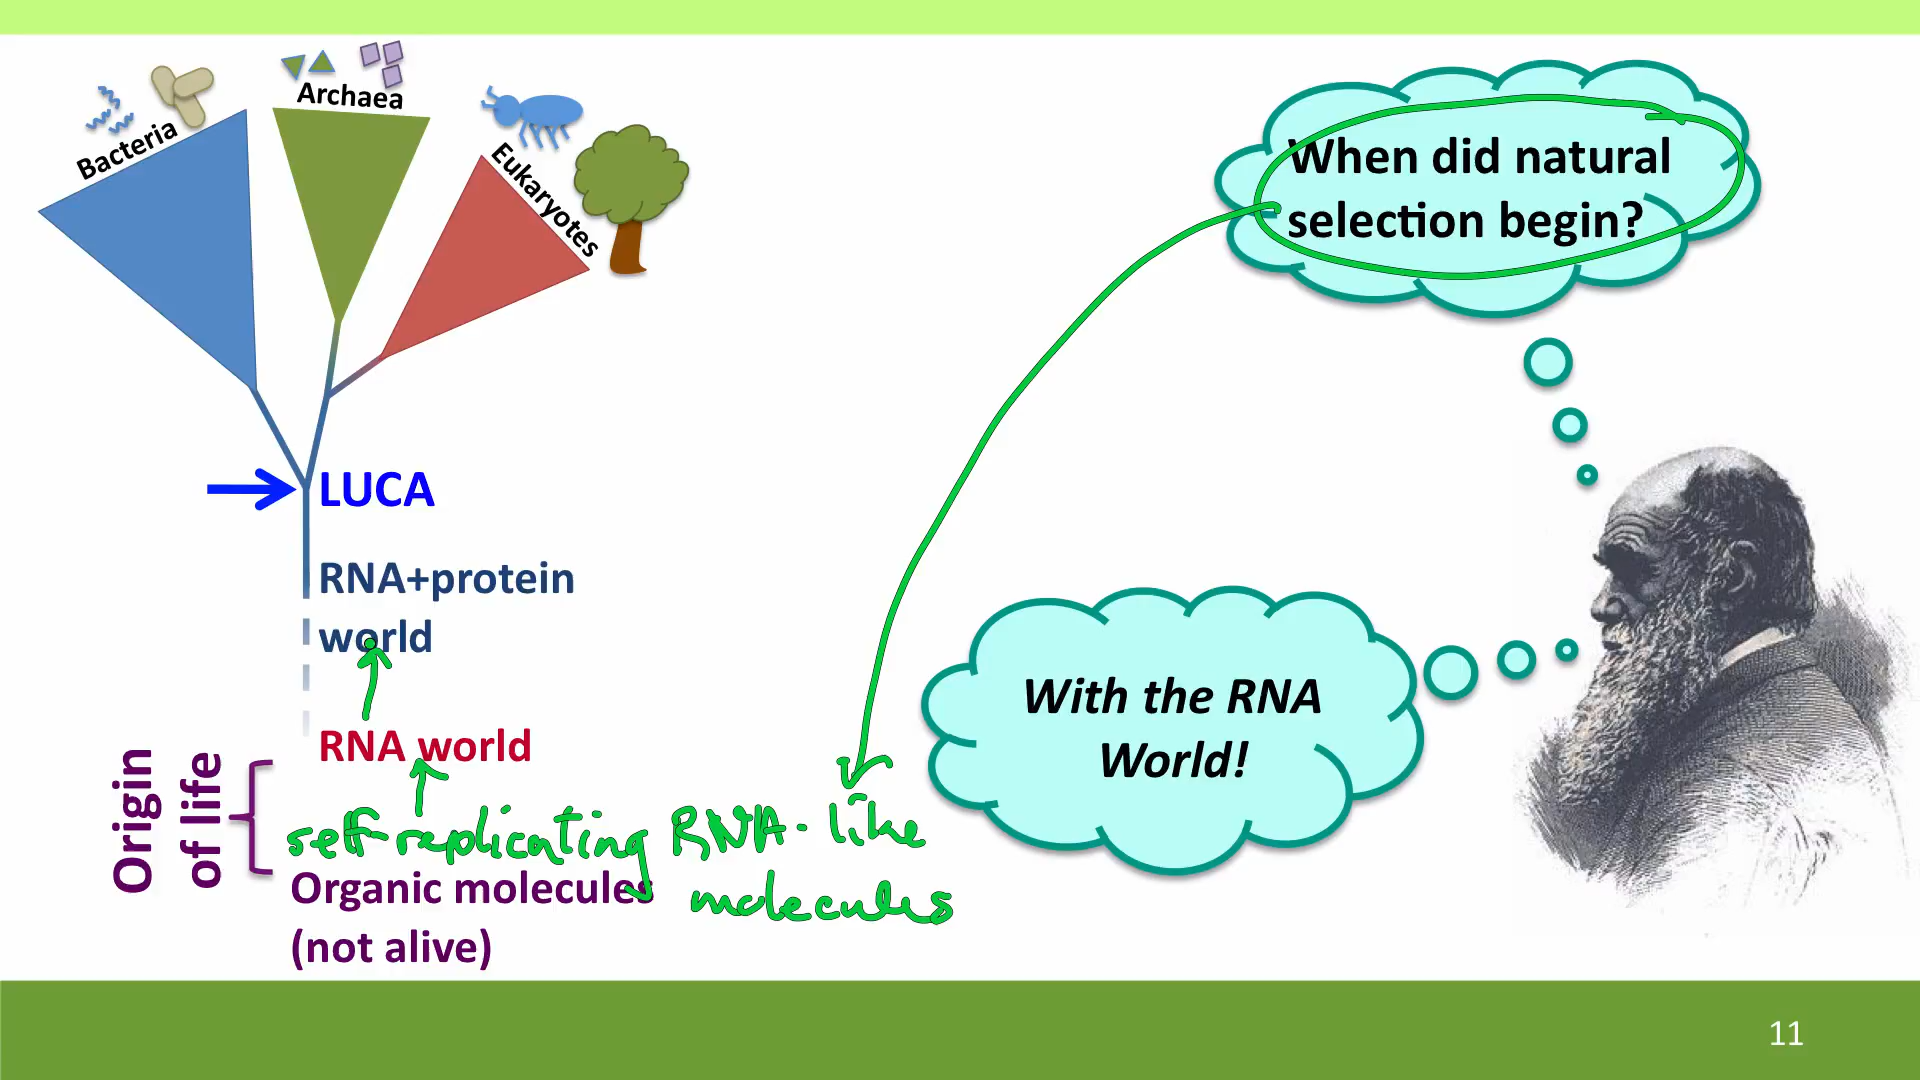 Bacteria
Archaea
Eukaryotes
When did natural
selection begin?
LUCA
RNA+protein
world
RNA world
With the RNA
World!
Origin
of life
self-replicating RNA-like
molecules
Organic molecules
(not alive)
11